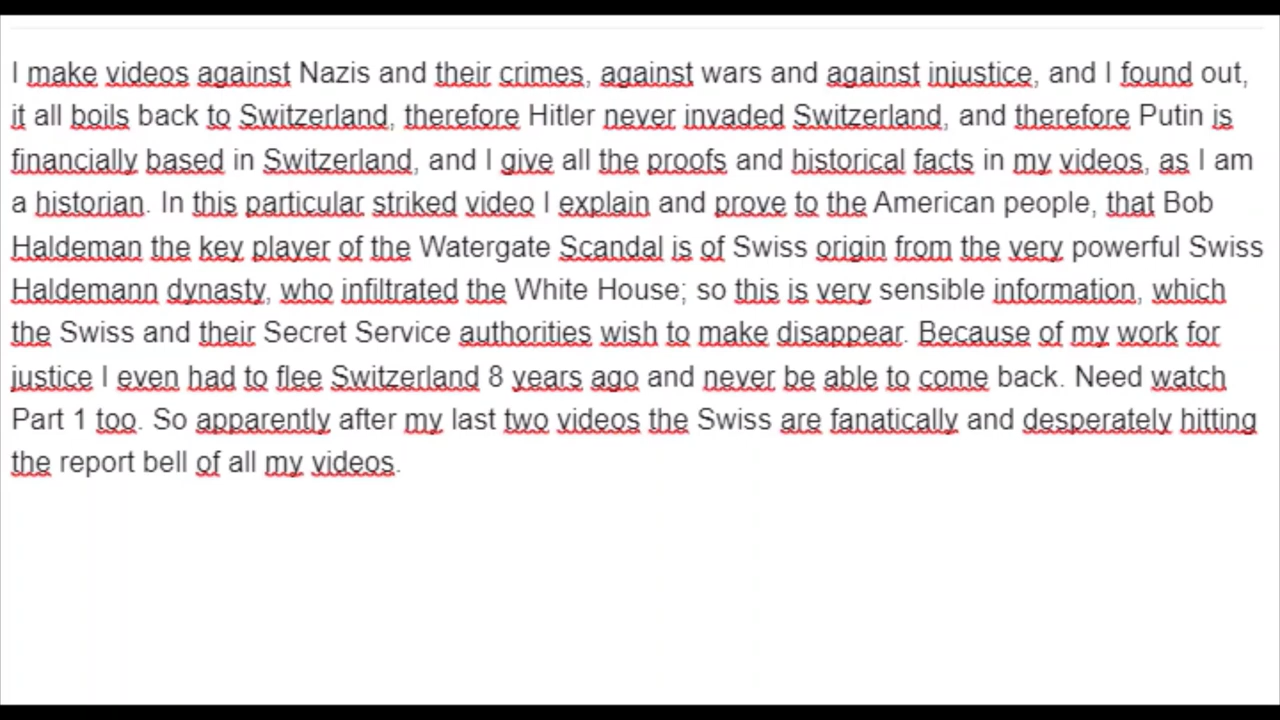 I make videos against Nazis and their crimes, against wars and against injustice, and I found out,
it all boils back to Switzerland, therefore Hitler never invaded Switzerland, and therefore Putin is
financially based in Switzerland, and I give all the proofs and historical facts in my videos, as I am
a historian. In this particular striked video I explain and prove to the American people, that Bob
Haldeman the key player of the Watergate Scandal is of Swiss origin from the very powerful Swiss
Haldemann dynasty, who infiltrated the White House; so this is very sensible information, which
the Swiss and their Secret Service authorities wish to make disappear. Because of my work for
justice I even had to flee Switzerland 8 years ago and never be able to come back. Need watch
Part 1 too. So apparently after my last two videos the Swiss are fanatically and desperately hitting
the report bell of all my videos.